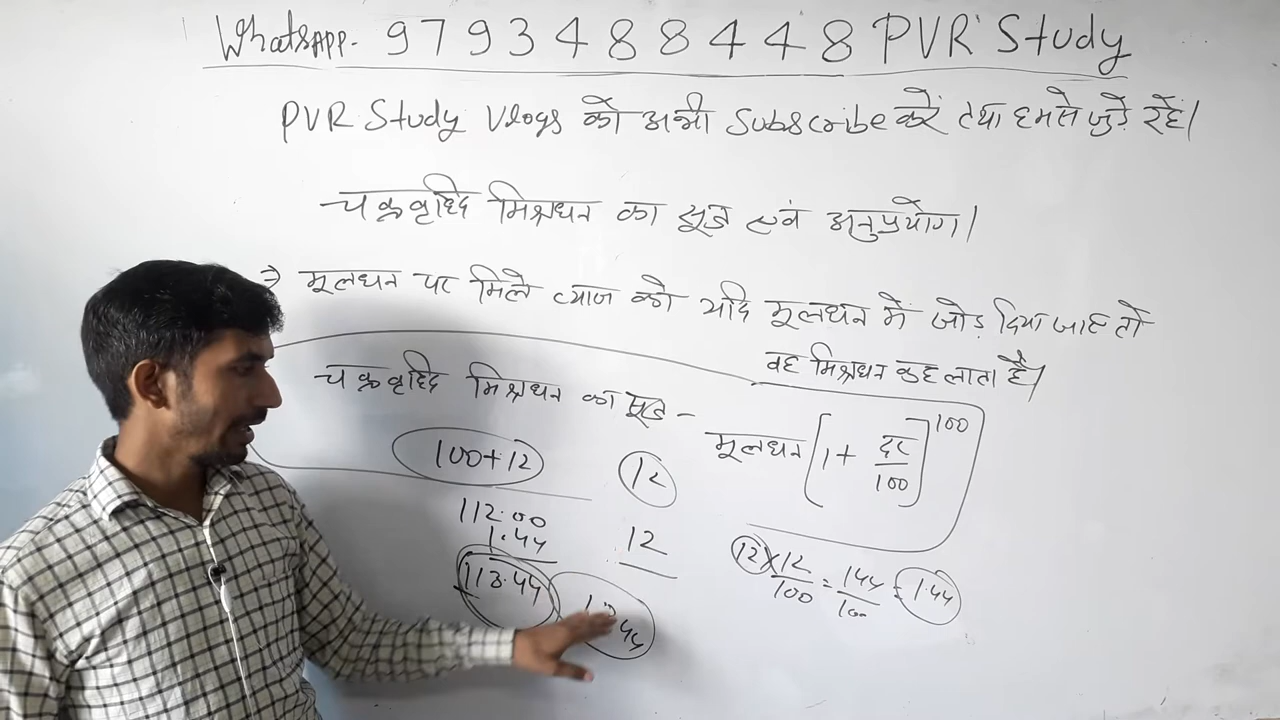 WhatsApp- 9793488448 PVR Study
PVR Study Vlogs को अभी Subscribe करें तथा हमसे जुड़े रहें।
चक्रवृद्धि मिश्रधन का सूत्र एवं अनुप्रयोग।
⇒ मूलधन पर मिले ब्याज को यदि मूलधन में जोड़ दिया जाए तो
वह मिश्रधन कहलाता है।
चक्रवृद्धि मिश्रधन का सूत्र -
मूलधन [1 + दर/100]^100
100+12
12
112.00
1.44
113.44
12
12×12/100 = 144/100 = 1.44